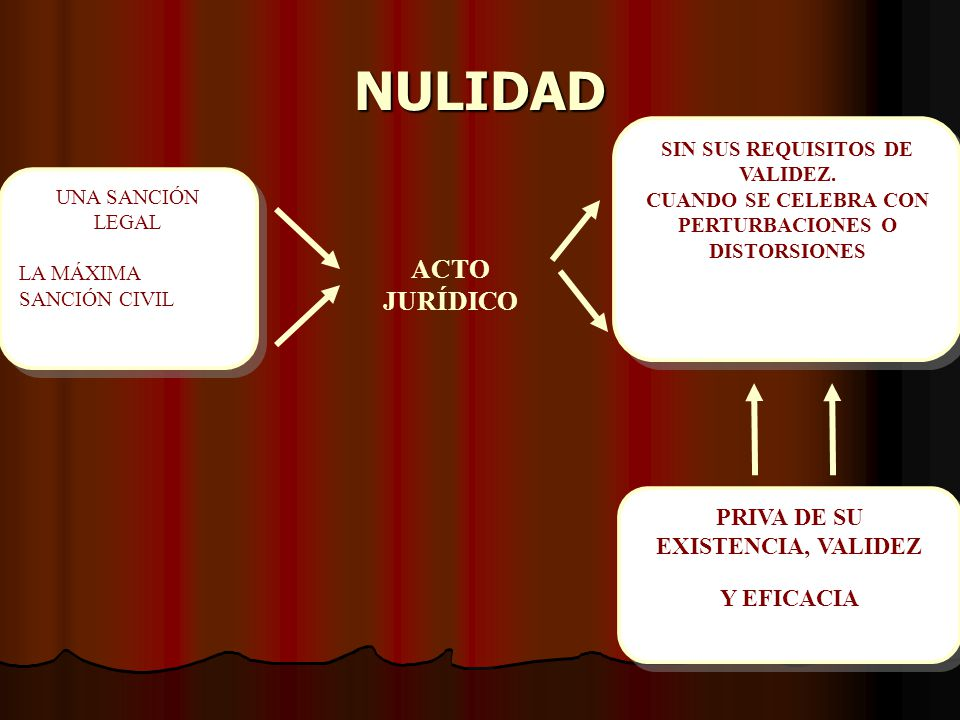 NULIDAD
UNA SANCIÓN
LEGAL
LA MÁXIMA
SANCIÓN CIVIL
ACTO
JURÍDICO
SIN SUS REQUISITOS DE
VALIDEZ.
CUANDO SE CELEBRA CON
PERTURBACIONES O
DISTORSIONES
PRIVA DE SU
EXISTENCIA, VALIDEZ
Y EFICACIA